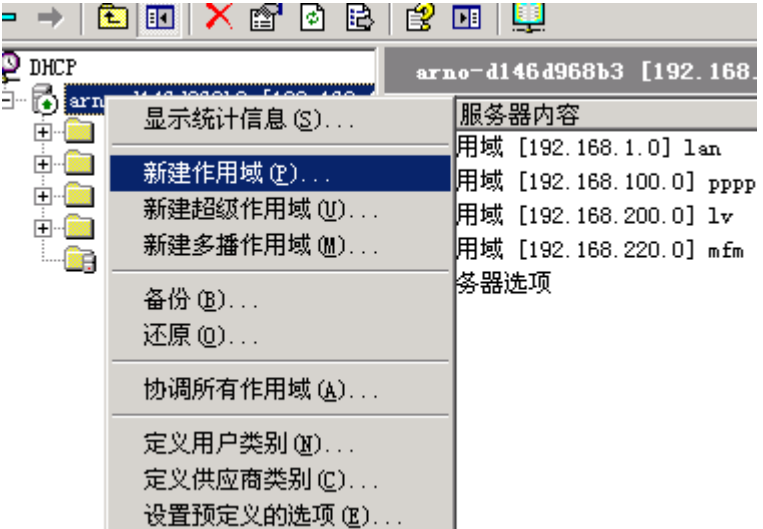 DHCP
arno-d146d968b3 [192.168.
显示统计信息(S)...
新建作用域(P)...
新建超级作用域(U)...
新建多播作用域(M)...
备份(B)...
还原(O)...
协调所有作用域(A)...
定义用户类别(N)...
定义供应商类别(C)...
设置预定义的选项(E)...
服务器内容
用域 [192.168.1.0] lan
用域 [192.168.100.0] pppp
用域 [192.168.200.0] lv
用域 [192.168.220.0] mfm
务器选项